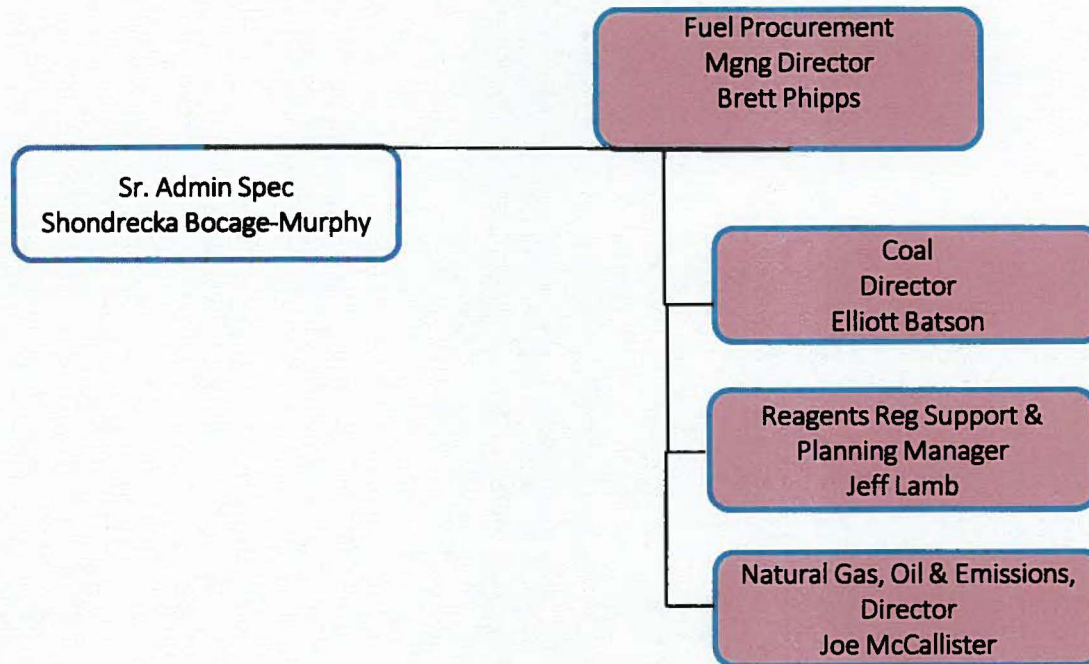 Fuel Procurement
Mgng Director
Brett Phipps
Sr. Admin Spec
Shondrecka Bocage-Murphy
Coal
Director
Elliott Batson
Reagents Reg Support &
Planning Manager
Jeff Lamb
Natural Gas, Oil & Emissions,
Director
Joe McCallister